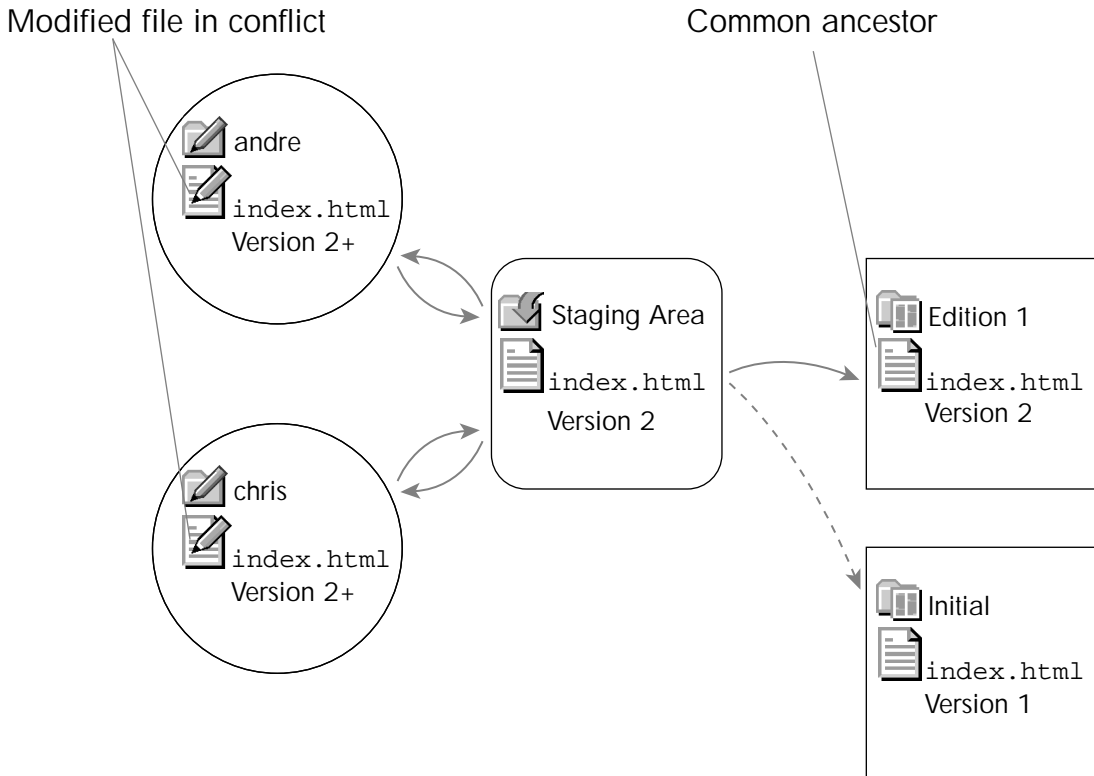 Modified file in conflict
Common ancestor
andre
index.html
Version 2+
Staging Area
index.html
Version 2
Edition 1
index.html
Version 2
chris
index.html
Version 2+
Initial
index.html
Version 1